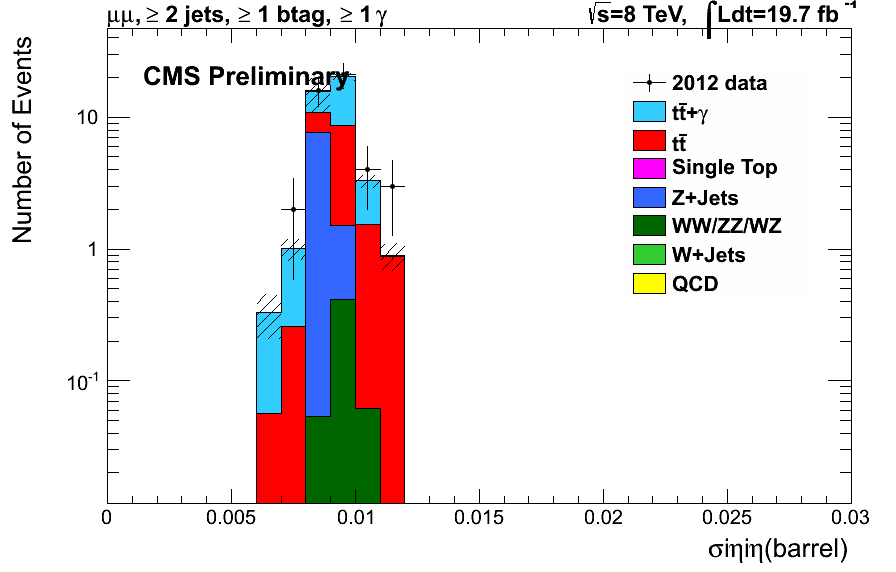 μμ, ≥ 2 jets, ≥ 1 btag, ≥ 1 γ
√s=8 TeV, ∫Ldt=19.7 fb⁻¹
Number of Events
CMS Preliminary
2012 data
tt̄+γ
tt̄
Single Top
Z+Jets
WW/ZZ/WZ
W+Jets
QCD
10
1
10⁻¹
0 0.005 0.01 0.015 0.02 0.025 0.03
σiηiη(barrel)